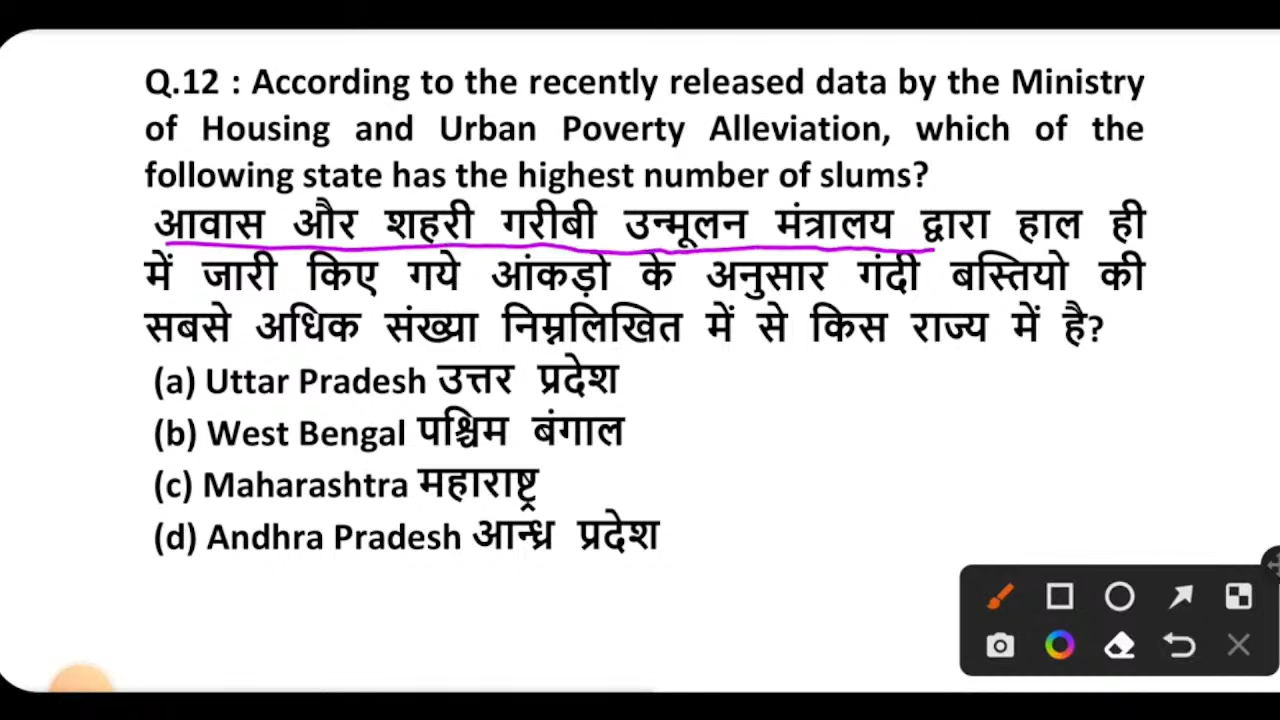 Q.12 : According to the recently released data by the Ministry
of Housing and Urban Poverty Alleviation, which of the
following state has the highest number of slums?
आवास और शहरी गरीबी उन्मूलन मंत्रालय द्वारा हाल ही
में जारी किए गये आंकड़ो के अनुसार गंदी बस्तियो की
सबसे अधिक संख्या निम्नलिखित में से किस राज्य में है?
(a) Uttar Pradesh उत्तर प्रदेश
(b) West Bengal पश्चिम बंगाल
(c) Maharashtra महाराष्ट्र
(d) Andhra Pradesh आन्ध्र प्रदेश